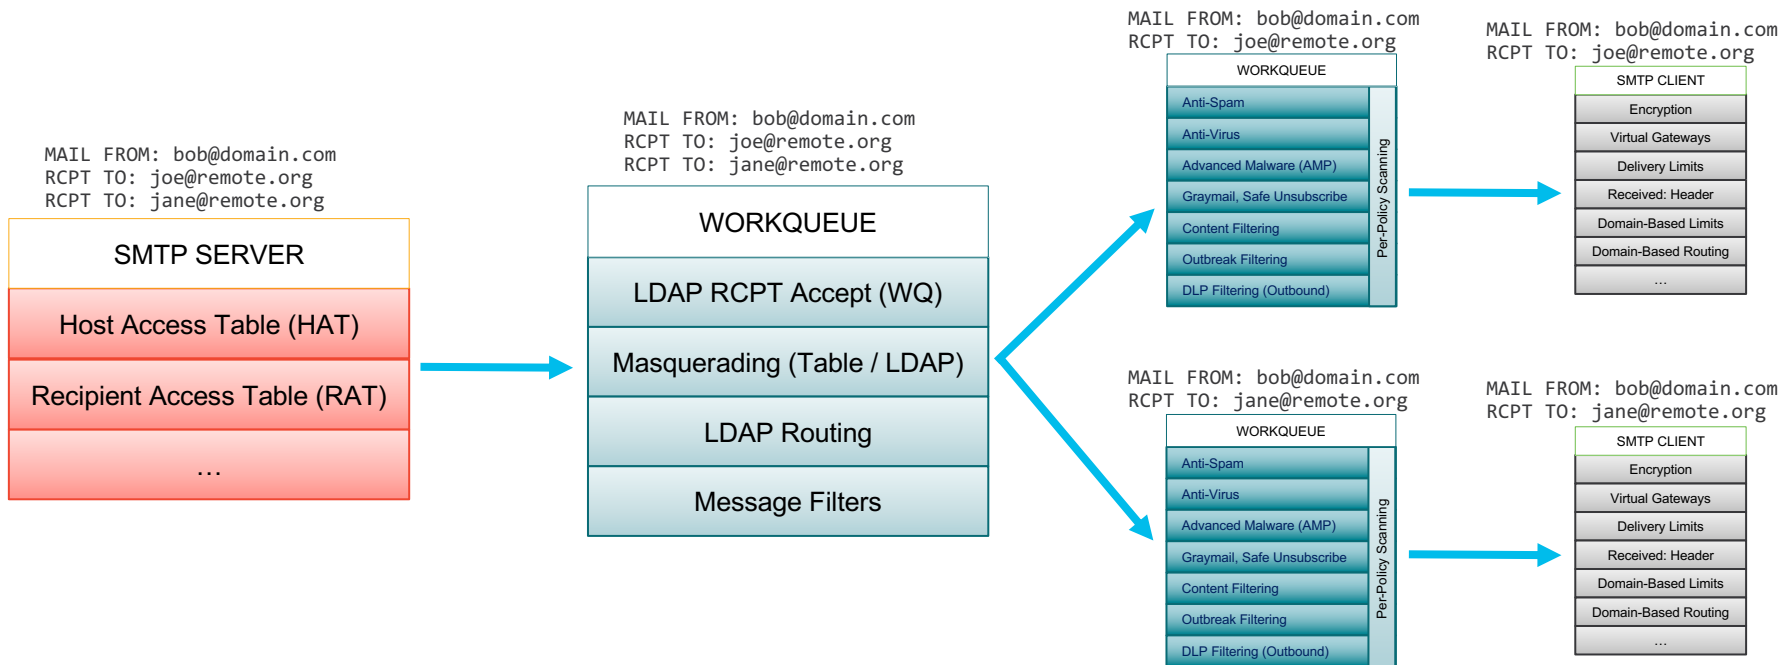 MAIL FROM: bob@domain.com
RCPT TO: joe@remote.org
RCPT TO: jane@remote.org
SMTP SERVER
Host Access Table (HAT)
Recipient Access Table (RAT)
...
MAIL FROM: bob@domain.com
RCPT TO: joe@remote.org
RCPT TO: jane@remote.org
WORKQUEUE
LDAP RCPT Accept (WQ)
Masquerading (Table / LDAP)
LDAP Routing
Message Filters
MAIL FROM: bob@domain.com
RCPT TO: joe@remote.org
WORKQUEUE
Anti-Spam
Anti-Virus
Advanced Malware (AMP)
Graymail, Safe Unsubscribe
Content Filtering
Outbreak Filtering
DLP Filtering (Outbound)
Per-Policy Scanning
MAIL FROM: bob@domain.com
RCPT TO: joe@remote.org
SMTP CLIENT
Encryption
Virtual Gateways
Delivery Limits
Received: Header
Domain-Based Limits
Domain-Based Routing
...
MAIL FROM: bob@domain.com
RCPT TO: jane@remote.org
WORKQUEUE
Anti-Spam
Anti-Virus
Advanced Malware (AMP)
Graymail, Safe Unsubscribe
Content Filtering
Outbreak Filtering
DLP Filtering (Outbound)
Per-Policy Scanning
MAIL FROM: bob@domain.com
RCPT TO: jane@remote.org
SMTP CLIENT
Encryption
Virtual Gateways
Delivery Limits
Received: Header
Domain-Based Limits
Domain-Based Routing
...